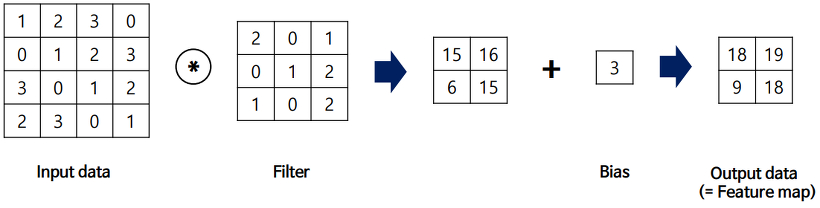 1 2 3 0
0 1 2 3
3 0 1 2
2 3 0 1
*
2 0 1
0 1 2
1 0 2
15 16
6 15
+
3
18 19
9 18
Input data
Filter
Bias
Output data
(= Feature map)